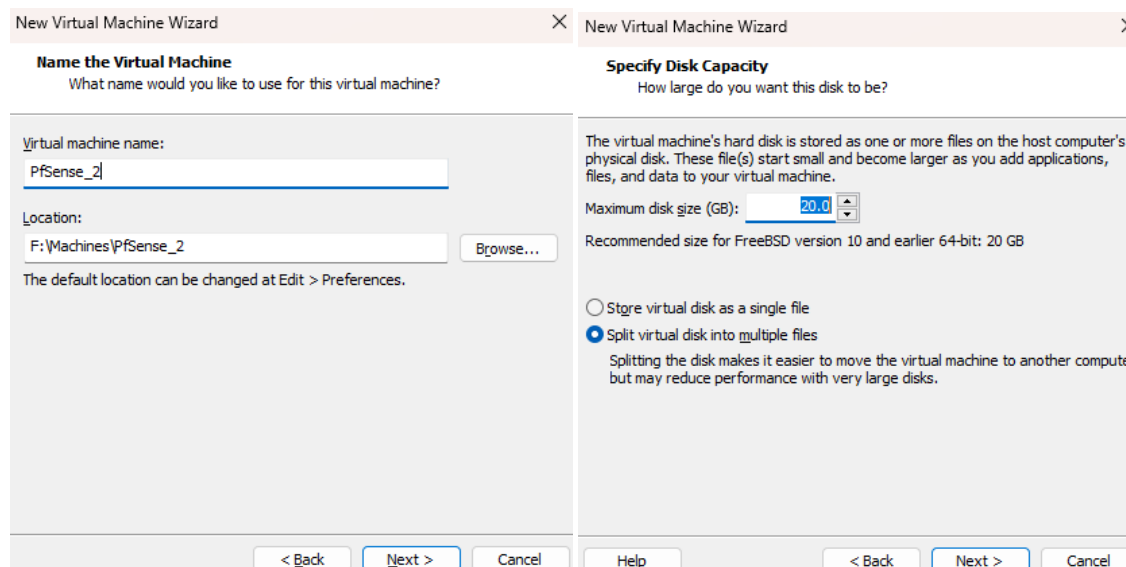 New Virtual Machine Wizard
Name the Virtual Machine
What name would you like to use for this virtual machine?
Virtual machine name:
PfSense_2
Location:
F:\Machines\PfSense_2
Browse...
The default location can be changed at Edit > Preferences.
< Back
Next >
Cancel
New Virtual Machine Wizard
Specify Disk Capacity
How large do you want this disk to be?
The virtual machine's hard disk is stored as one or more files on the host computer's
physical disk. These file(s) start small and become larger as you add applications,
files, and data to your virtual machine.
Maximum disk size (GB): 20.0
Recommended size for FreeBSD version 10 and earlier 64-bit: 20 GB
Store virtual disk as a single file
Split virtual disk into multiple files
Splitting the disk makes it easier to move the virtual machine to another compute
but may reduce performance with very large disks.
Help
< Back
Next >
Cancel